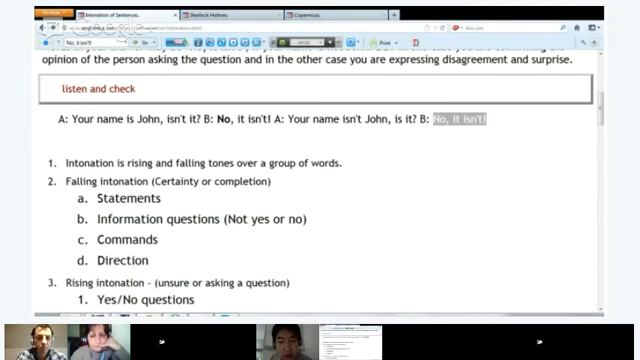 Intonation of Sentences.
Sherlock Holmes
Copernicus.
No, it isn't!
Print
opinion of the person asking the question and in the other case you are expressing disagreement and surprise.
listen and check
A: Your name is John, isn't it? B: No, it isn't! A: Your name isn't John, is it? B: No, it isn't!
1. Intonation is rising and falling tones over a group of words.
2. Falling intonation (Certainty or completion)
a. Statements
b. Information questions (Not yes or no)
c. Commands
d. Direction
3. Rising intonation - (unsure or asking a question)
1. Yes/No questions